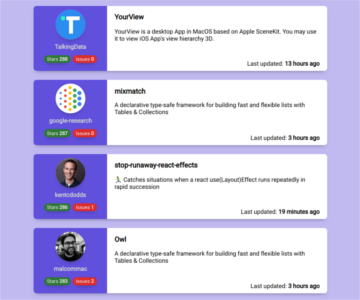 YourView
YourView is a desktop App in MacOS based on Apple SceneKit. You may
use it to view iOS App's view hierarchy 3D.
TalkingData
Stars 288 Issues 0
Last updated: 13 hours ago
mixmatch
A declarative type-safe framework for building fast and flexible lists with
Tables & Collections
google-research
Stars 287 Issues 0
Last updated: 3 hours ago
stop-runaway-react-effects
Catches situations when a react use(Layout)Effect runs repeatedly in
rapid succession
kentcdodds
Stars 286 Issues 1
Last updated: 19 minutes ago
Owl
A declarative type-safe framework for building fast and flexible lists with
Tables & Collections
malcommac
Stars 285 Issues 2
Last updated: 3 hours ago